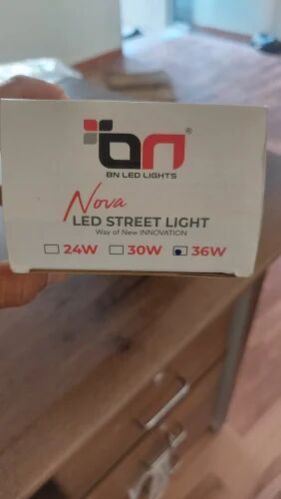 bn®
BN LED LIGHTS
Nova
LED STREET LIGHT
Way of New INNOVATION
24W 30W 36W